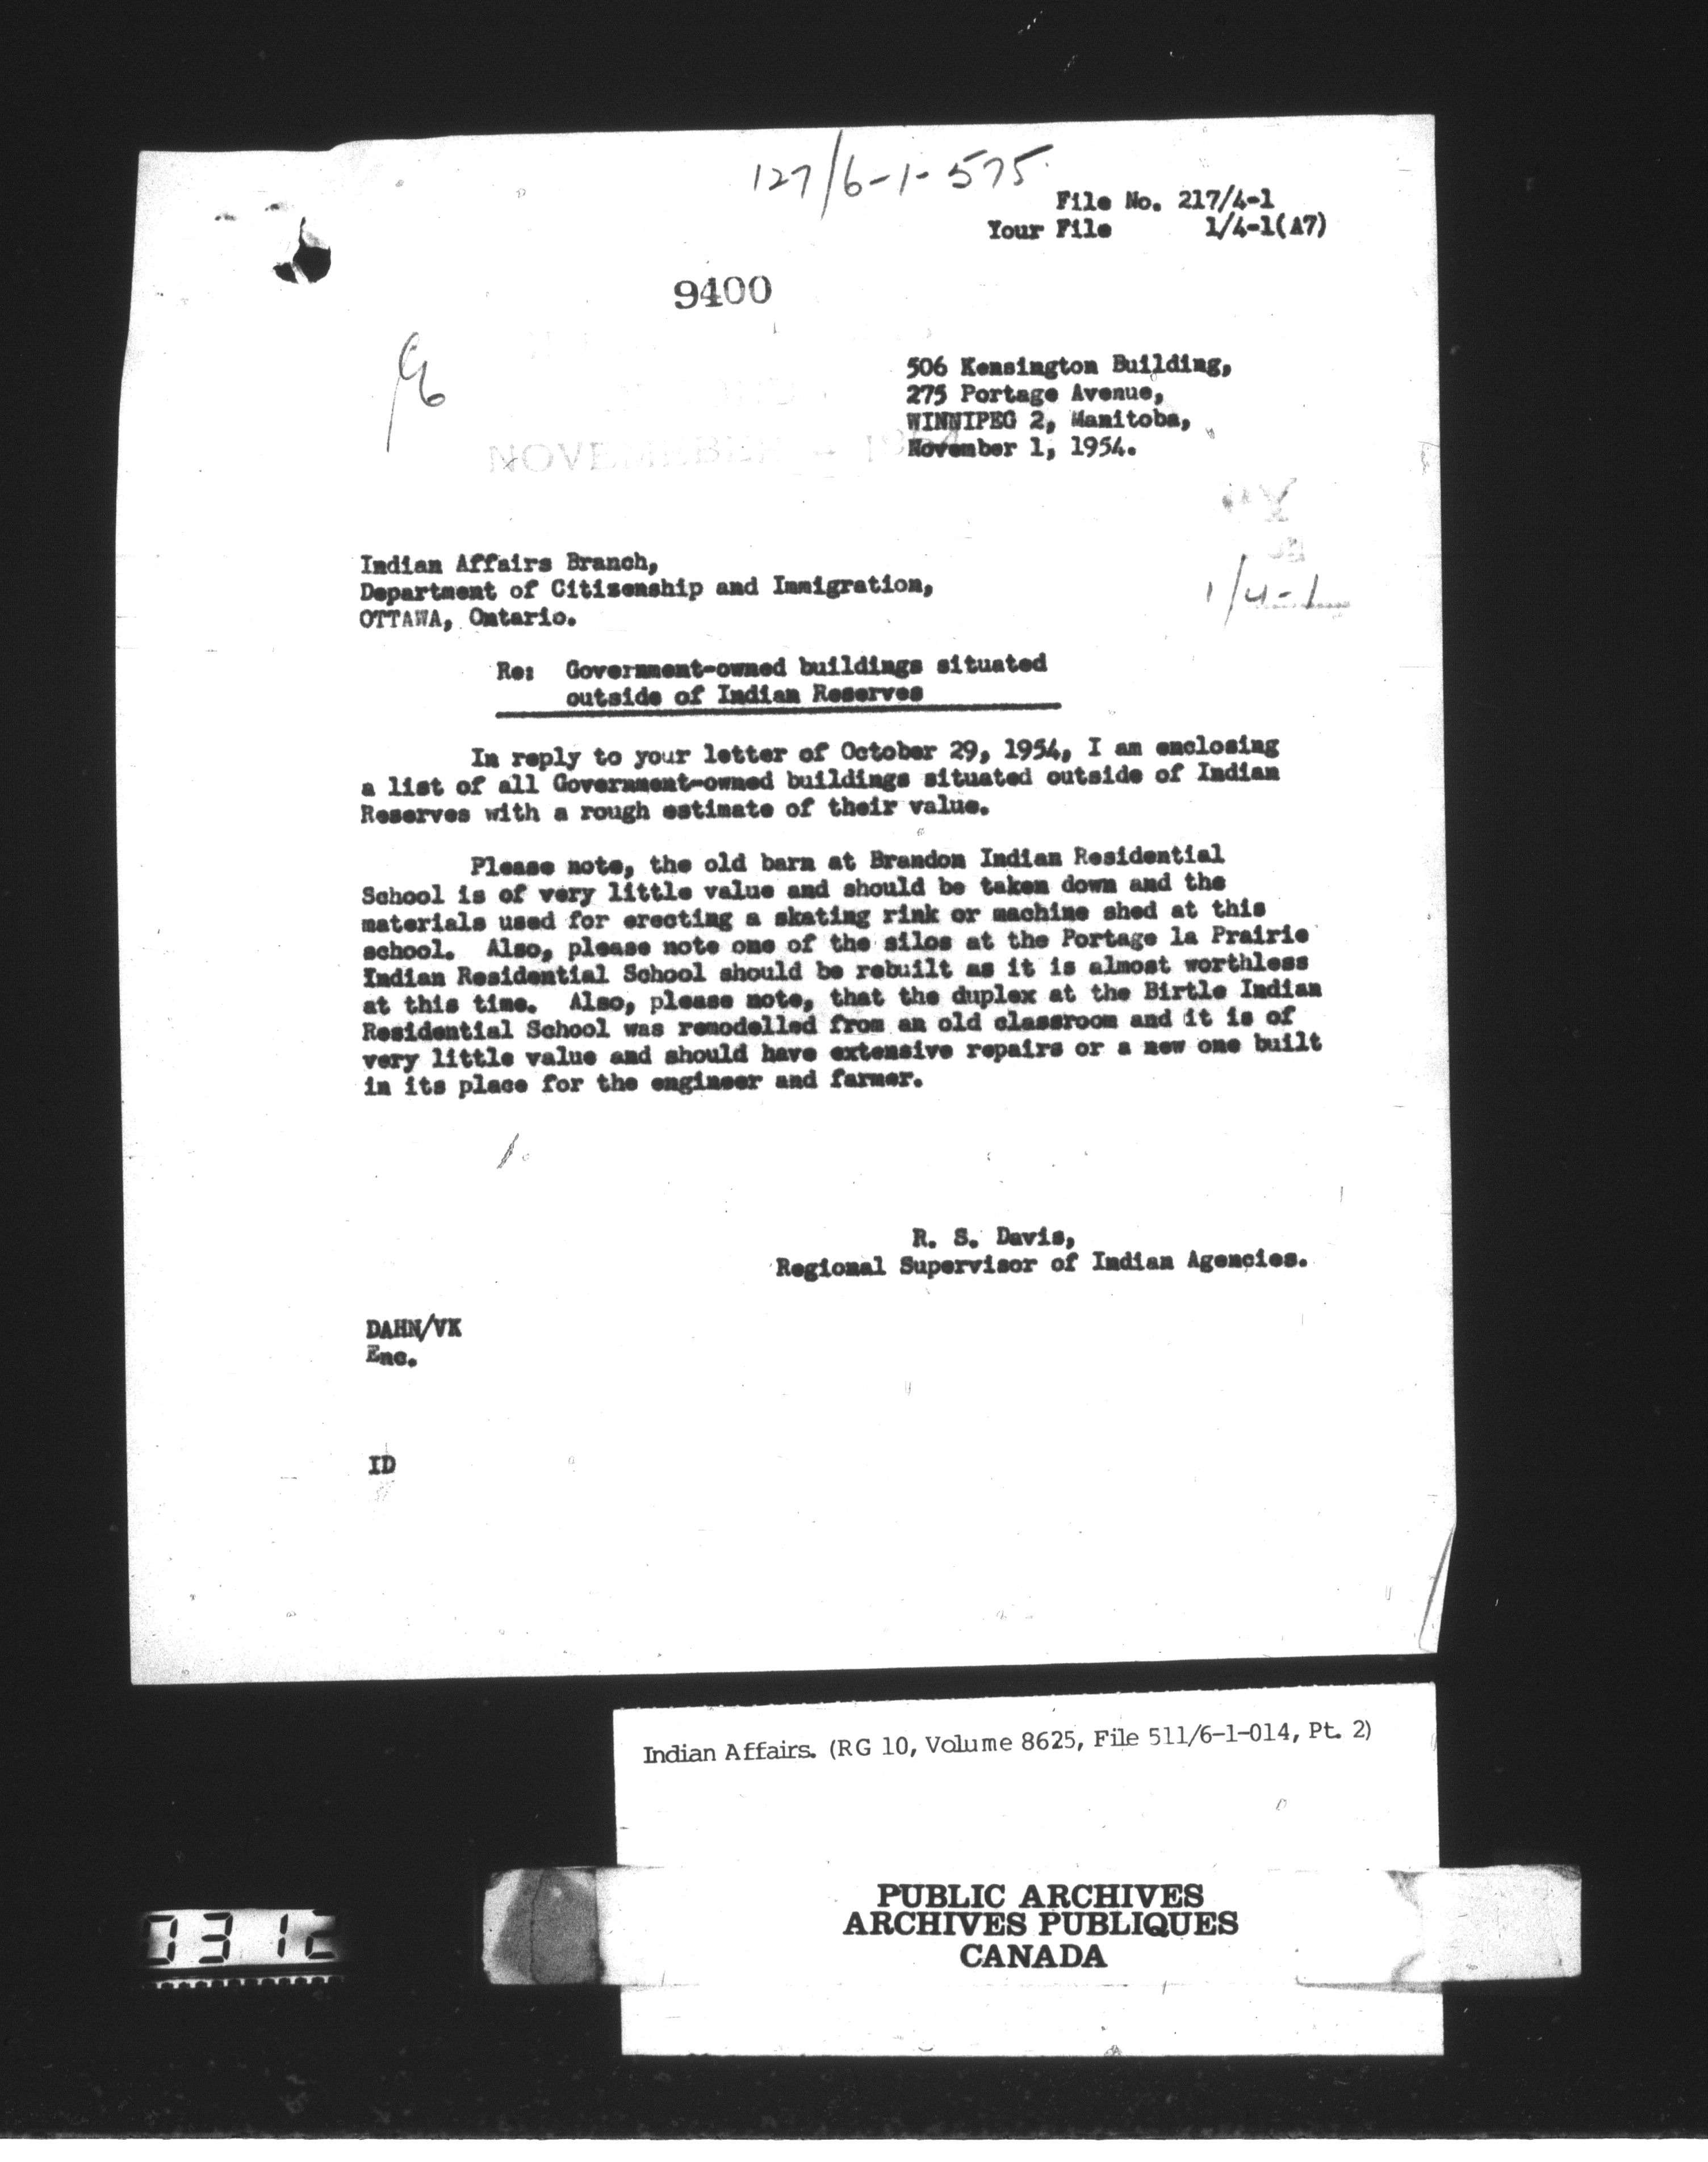 127/6-1-575
File No. 217/4-1
Your File 1/4-1(A7)
9400
506 Kensington Building,
275 Portage Avenue,
WINNIPEG 2, Manitoba,
November 1, 1954.
NOVEMBER
Indian Affairs Branch,
Department of Citizenship and Immigration,
OTTAWA, Ontario.
1/4-1
Re: Government-owned buildings situated
outside of Indian Reserves
In reply to your letter of October 29, 1954, I am enclosing
a list of all Government-owned buildings situated outside of Indian
Reserves with a rough estimate of their value.
Please note, the old barn at Brandon Indian Residential
School is of very little value and should be taken down and the
materials used for erecting a skating rink or machine shed at this
school. Also, please note one of the silos at the Portage la Prairie
Indian Residential School should be rebuilt as it is almost worthless
at this time. Also, please note, that the duplex at the Birtle Indian
Residential School was remodelled from an old classroom and it is of
very little value and should have extensive repairs or a new one built
in its place for the engineer and farmer.
R. S. Davis,
Regional Supervisor of Indian Agencies.
DAHN/VK
Enc.
ID
Indian Affairs. (RG 10, Volume 8625, File 511/6-1-014, Pt. 2)
PUBLIC ARCHIVES
ARCHIVES PUBLIQUES
CANADA